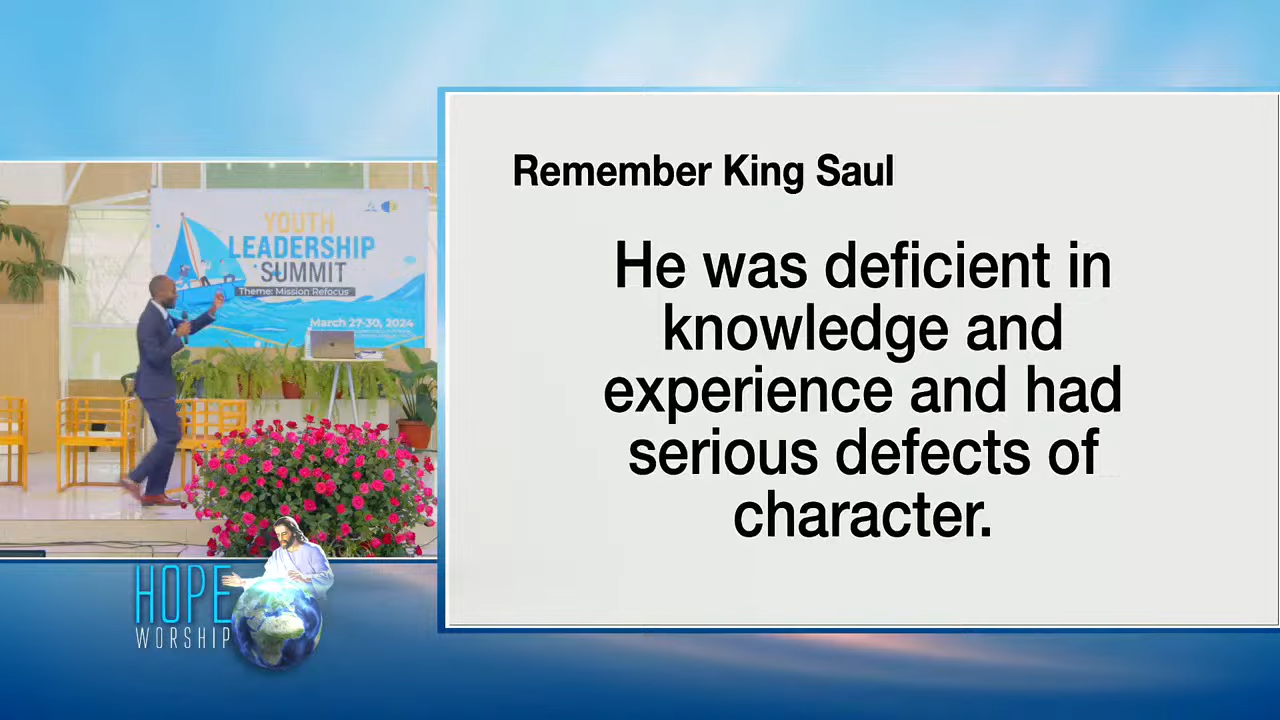 Remember King Saul
He was deficient in
knowledge and
experience and had
serious defects of
character.
YOUTH
LEADERSHIP
SUMMIT
Theme: Mission Refocus
March 27-30, 2024
HOPE
WORSHIP